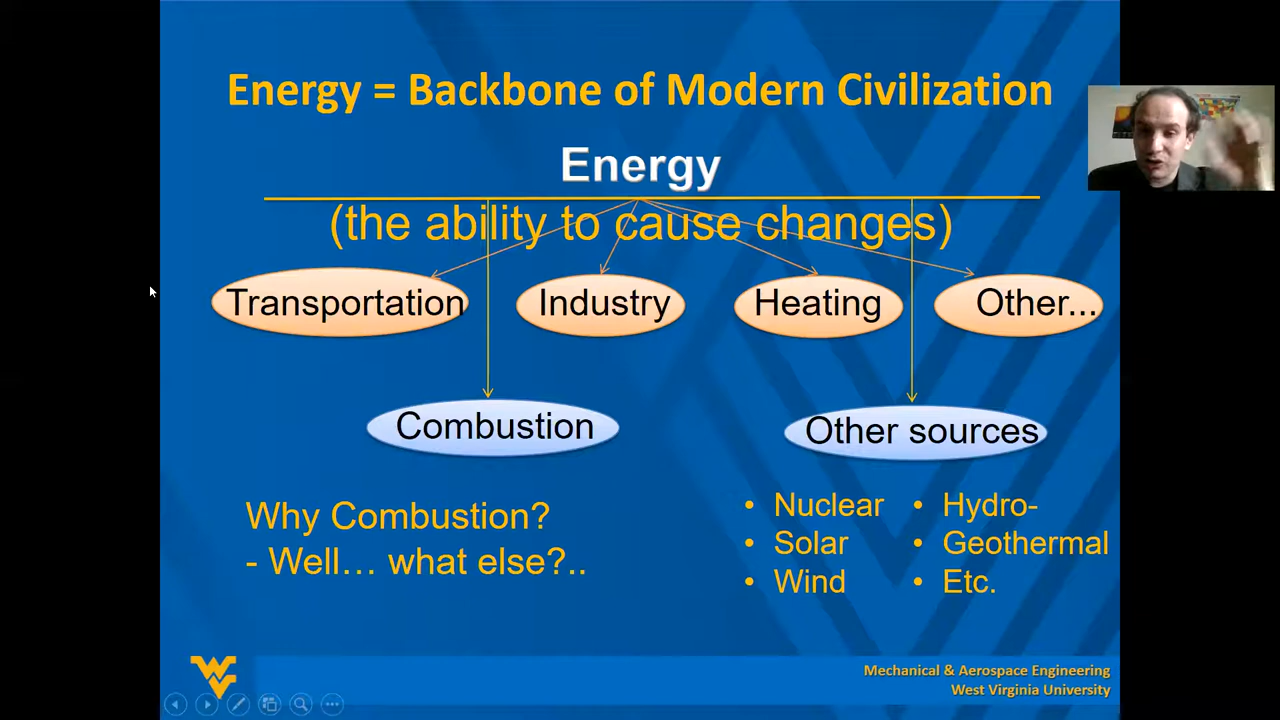 Energy = Backbone of Modern Civilization
Energy
(the ability to cause changes)
Transportation
Industry
Heating
Other...
Combustion
Other sources
Why Combustion?
- Well… what else?..
• Nuclear
• Solar
• Wind
• Hydro-
• Geothermal
• Etc.
WV
Mechanical & Aerospace Engineering
West Virginia University